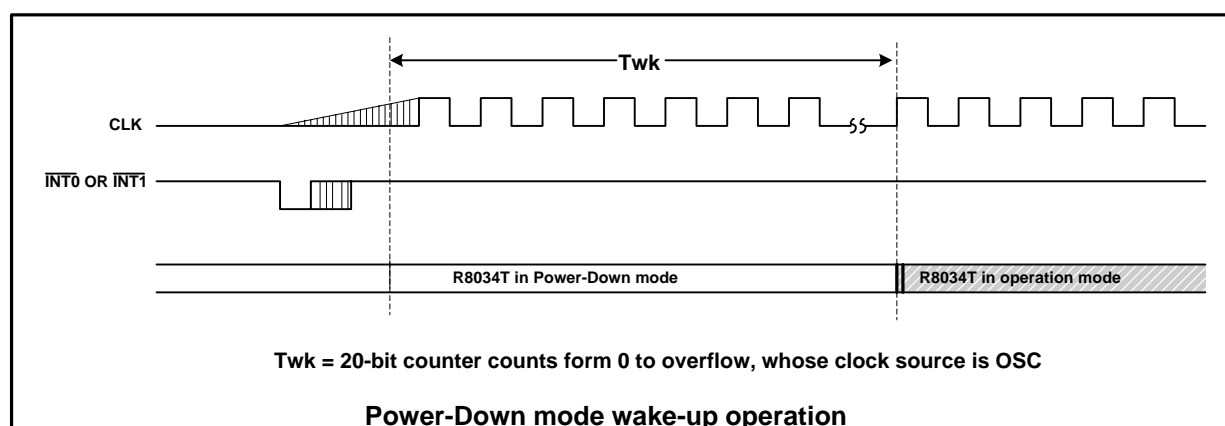 Twk
CLK
INT0 OR INT1
R8034T in Power-Down mode
R8034T in operation mode
Twk = 20-bit counter counts form 0 to overflow, whose clock source is OSC
Power-Down mode wake-up operation